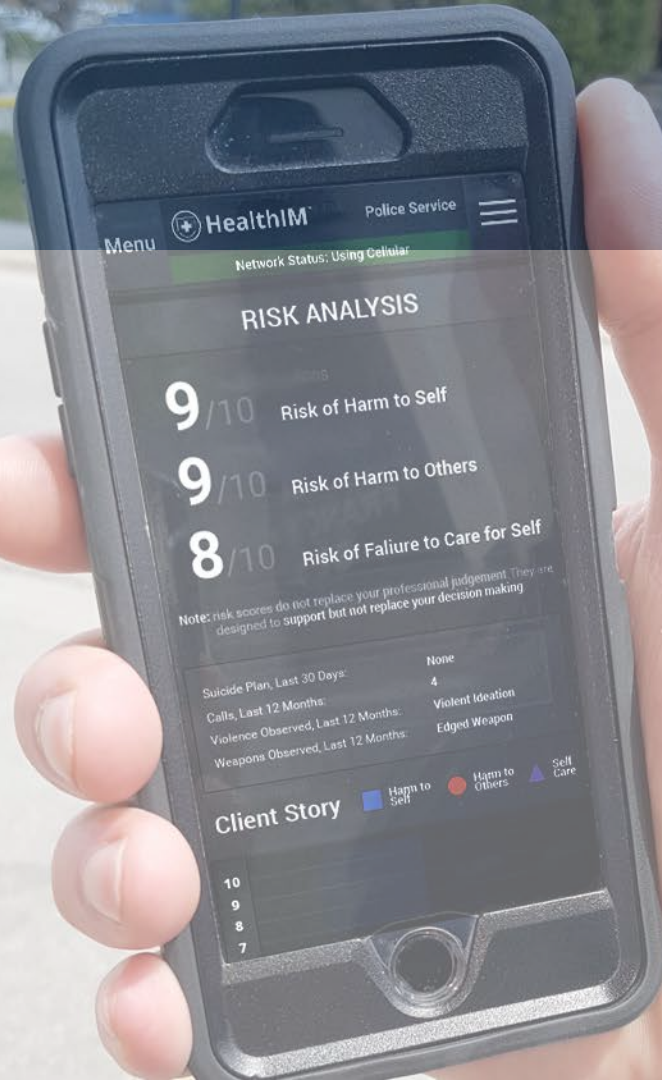 Menu HealthIM Police Service
Network Status: Using Cellular
RISK ANALYSIS
9/10 Risk of Harm to Self
9/10 Risk of Harm to Others
8/10 Risk of Faliure to Care for Self
Note: risk scores do not replace your professional judgement They are
designed to support but not replace your decision making
Suicide Plan, Last 30 Days: None
Calls, Last 12 Months: 4
Violence Observed, Last 12 Months: Violent Ideation
Weapons Observed, Last 12 Months: Edged Weapon
Client Story
Harm to
Self
Harm to
Others
Self
Care
10
9
8
7